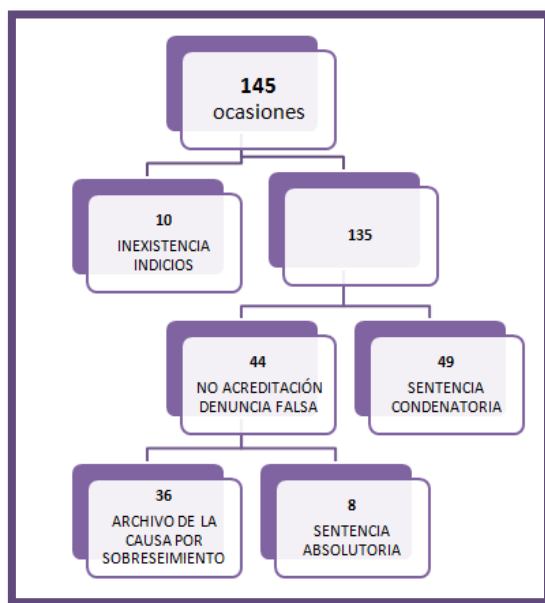 145
ocasiones
10
INEXISTENCIA
INDICIOS
135
44
NO ACREDITACIÓN
DENUNCIA FALSA
49
SENTENCIA
CONDENATORIA
36
ARCHIVO DE LA
CAUSA POR
SOBRESEIMIENTO
8
SENTENCIA
ABSOLUTORIA